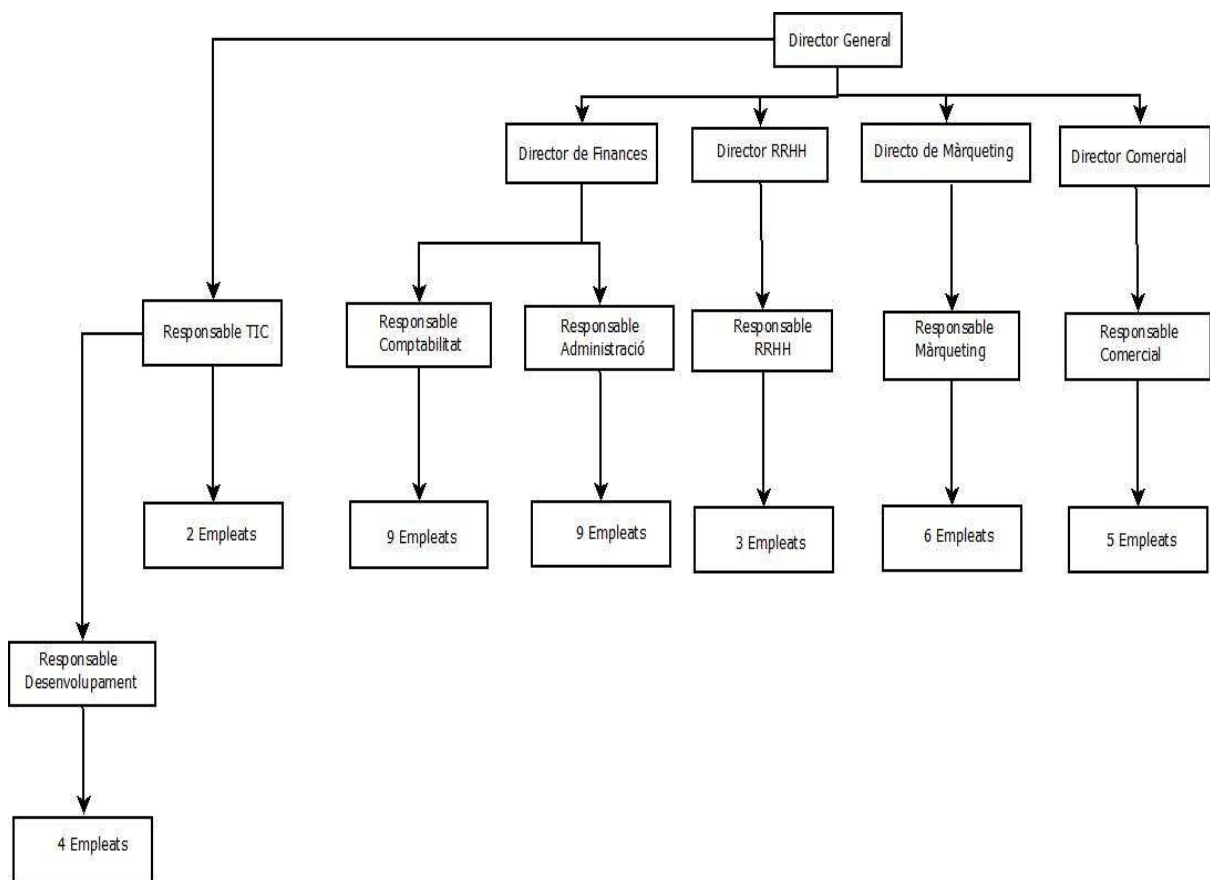 Director General
Director de Finances
Director RRHH
Directo de Màrqueting
Director Comercial
Responsable TIC
Responsable
Comptabilitat
Responsable
Administració
Responsable
RRHH
Responsable
Màrqueting
Responsable
Comercial
2 Empleats
9 Empleats
9 Empleats
3 Empleats
6 Empleats
5 Empleats
Responsable
Desenvolupament
4 Empleats